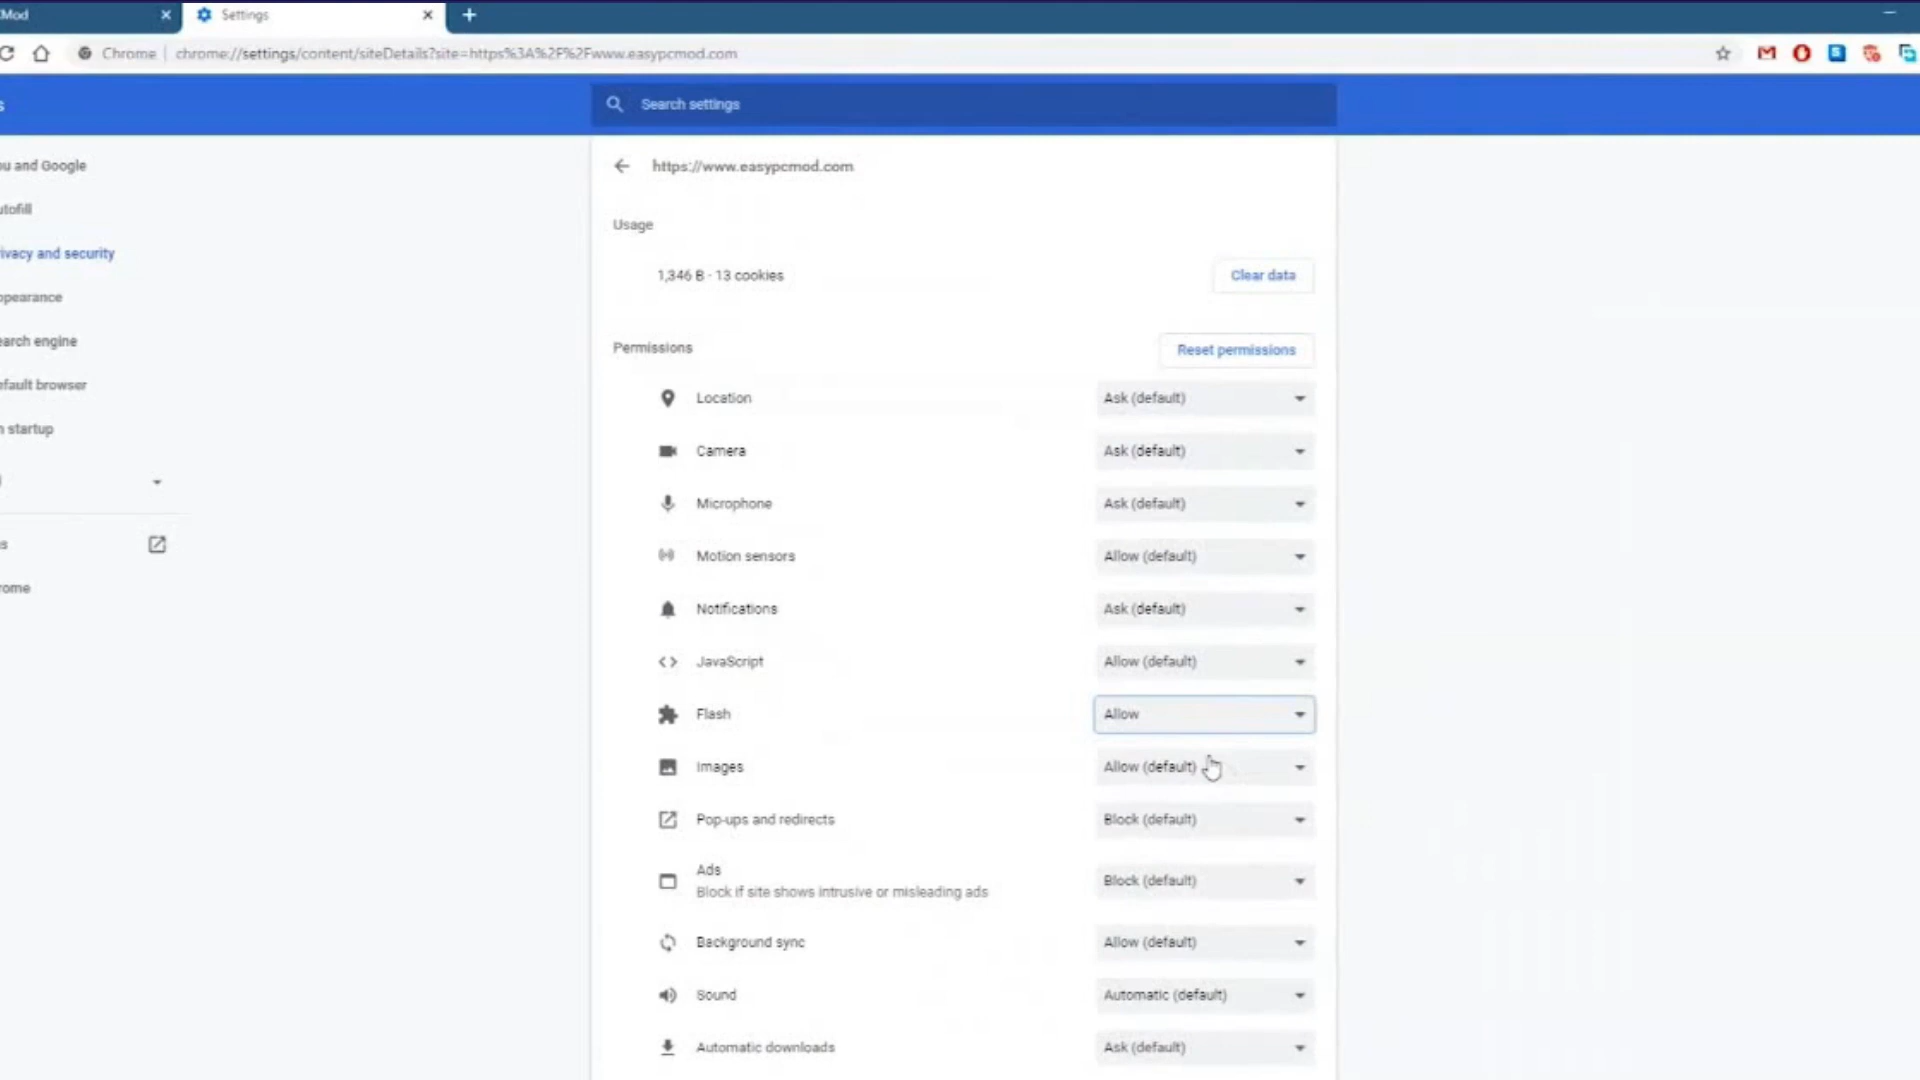 Mod
Settings
Chrome | chrome://settings/content/siteDetails?site=https%3A%2F%2Fwww.easypcmod.com
s
Search settings
https://www.easypcmod.com
ou and Google
utofill
rivacy and security
ppearance
earch engine
efault browser
n startup
s
rome
Usage
1,346 B · 13 cookies
Clear data
Permissions
Reset permissions
Location Ask (default)
Camera Ask (default)
Microphone Ask (default)
Motion sensors Allow (default)
Notifications Ask (default)
JavaScript Allow (default)
Flash Allow
Images Allow (default)
Pop-ups and redirects Block (default)
Ads Block (default)
Block if site shows intrusive or misleading ads
Background sync Allow (default)
Sound Automatic (default)
Automatic downloads Ask (default)